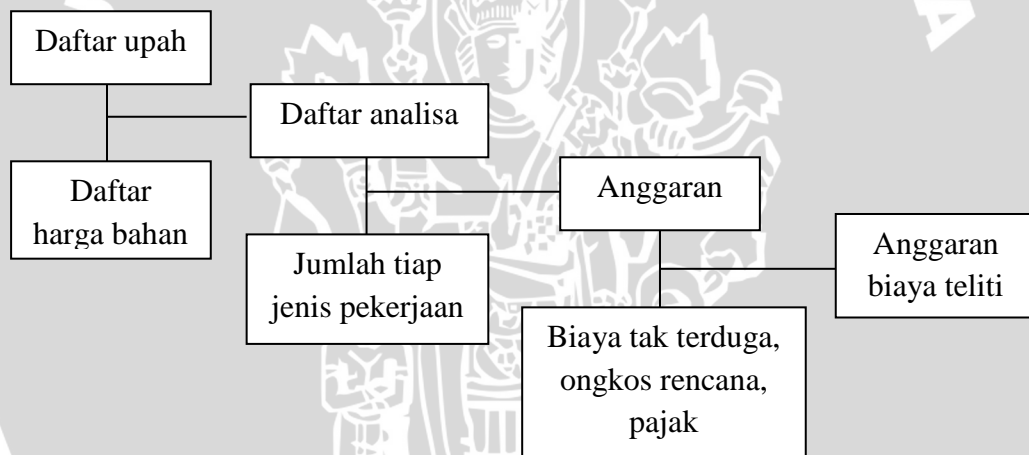 Daftar upah
Daftar analisa
Daftar
harga bahan
Anggaran
Jumlah tiap
jenis pekerjaan
Anggaran
biaya teliti
Biaya tak terduga,
ongkos rencana,
pajak